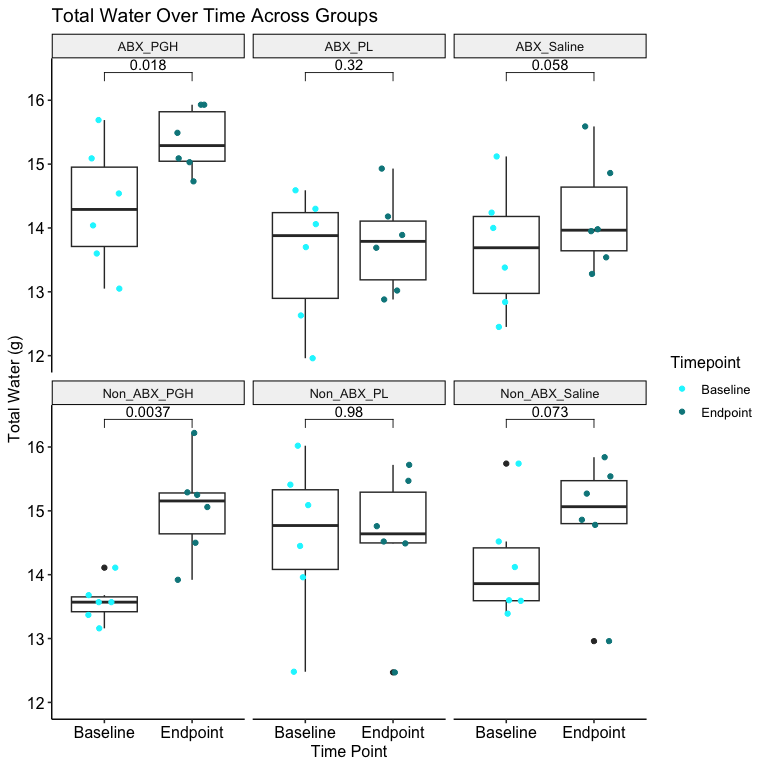 Total Water Over Time Across Groups
ABX_PGH
ABX_PL
ABX_Saline
0.018
0.32
0.058
16
15
14
13
12
Non_ABX_PGH
Non_ABX_PL
Non_ABX_Saline
0.0037
0.98
0.073
16
15
14
13
12
Total Water (g)
Baseline
Endpoint
Baseline
Endpoint
Baseline
Endpoint
Time Point
Timepoint
Baseline
Endpoint